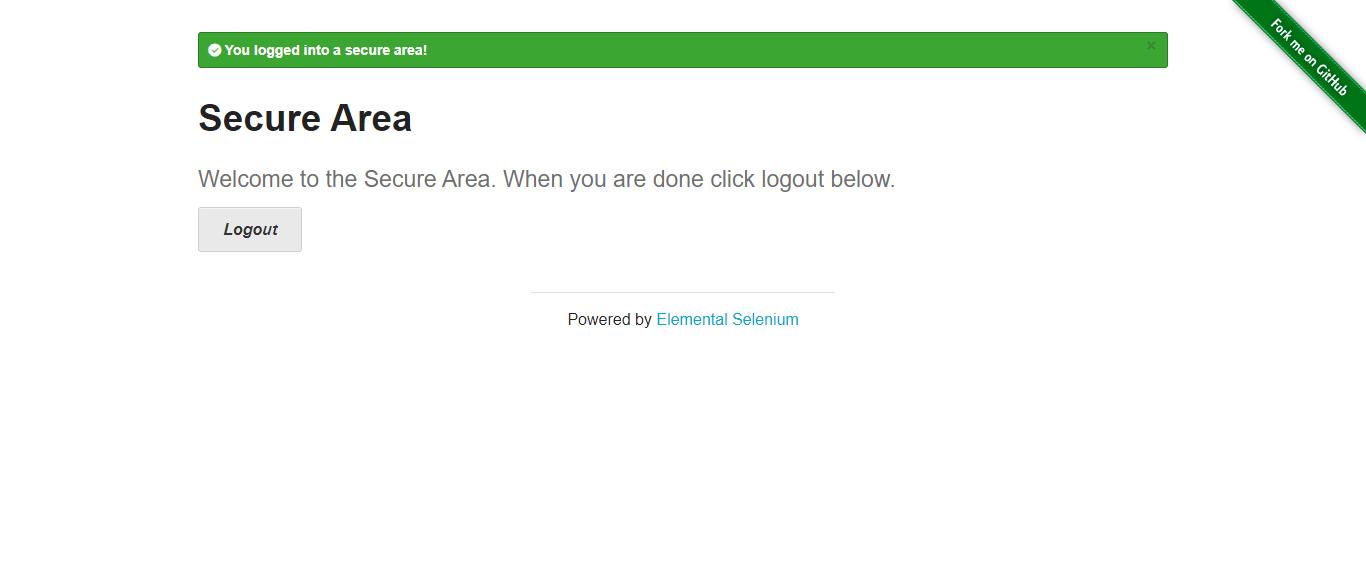 You logged into a secure area!
×
Fork me on GitHub
Secure Area
Welcome to the Secure Area. When you are done click logout below.
Logout
Powered by Elemental Selenium